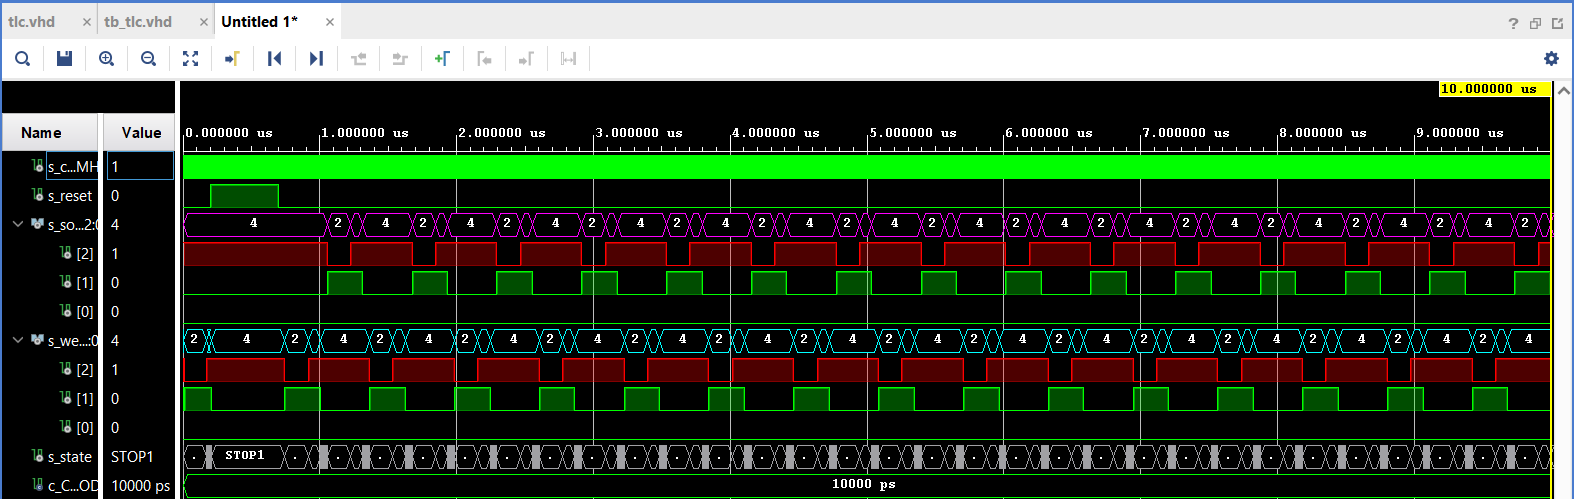 tlc.vhd × tb_tlc.vhd × Untitled 1* × ?
10.000000 us
Name Value 0.000000 us 1.000000 us 2.000000 us 3.000000 us 4.000000 us 5.000000 us 6.000000 us 7.000000 us 8.000000 us 9.000000 us
s_c...MH 1
s_reset 0
s_so...2:0 4 4 2 4 2 4 2 4 2 4 2 4 2 4 2 4 2 4 2 4 2 4 2 4 2 4 2 4 2 4 2
[2] 1
[1] 0
[0] 0
s_we...:0 4 2 4 2 4 2 4 2 4 2 4 2 4 2 4 2 4 2 4 2 4 2 4 2 4 2 4 2 4 2 4 2 4
[2] 1
[1] 0
[0] 0
s_state STOP1 . STOP1 . . . . . . . . . . . . . . . . . . . . . . . . . . . . . .
c_C...OD 10000 ps 10000 ps